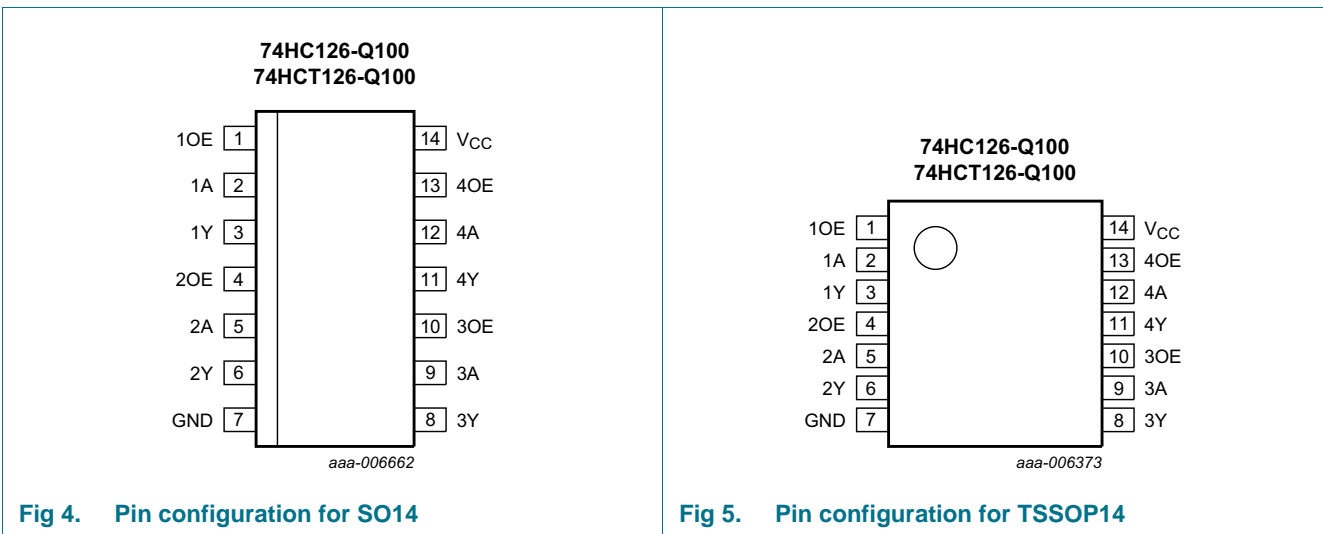 74HC126-Q100
74HCT126-Q100
1OE 1 14 VCC
1A 2 13 4OE
1Y 3 12 4A
2OE 4 11 4Y
2A 5 10 3OE
2Y 6 9 3A
GND 7 8 3Y
aaa-006662
Fig 4. Pin configuration for SO14
74HC126-Q100
74HCT126-Q100
1OE 1 14 VCC
1A 2 13 4OE
1Y 3 12 4A
2OE 4 11 4Y
2A 5 10 3OE
2Y 6 9 3A
GND 7 8 3Y
aaa-006373
Fig 5. Pin configuration for TSSOP14